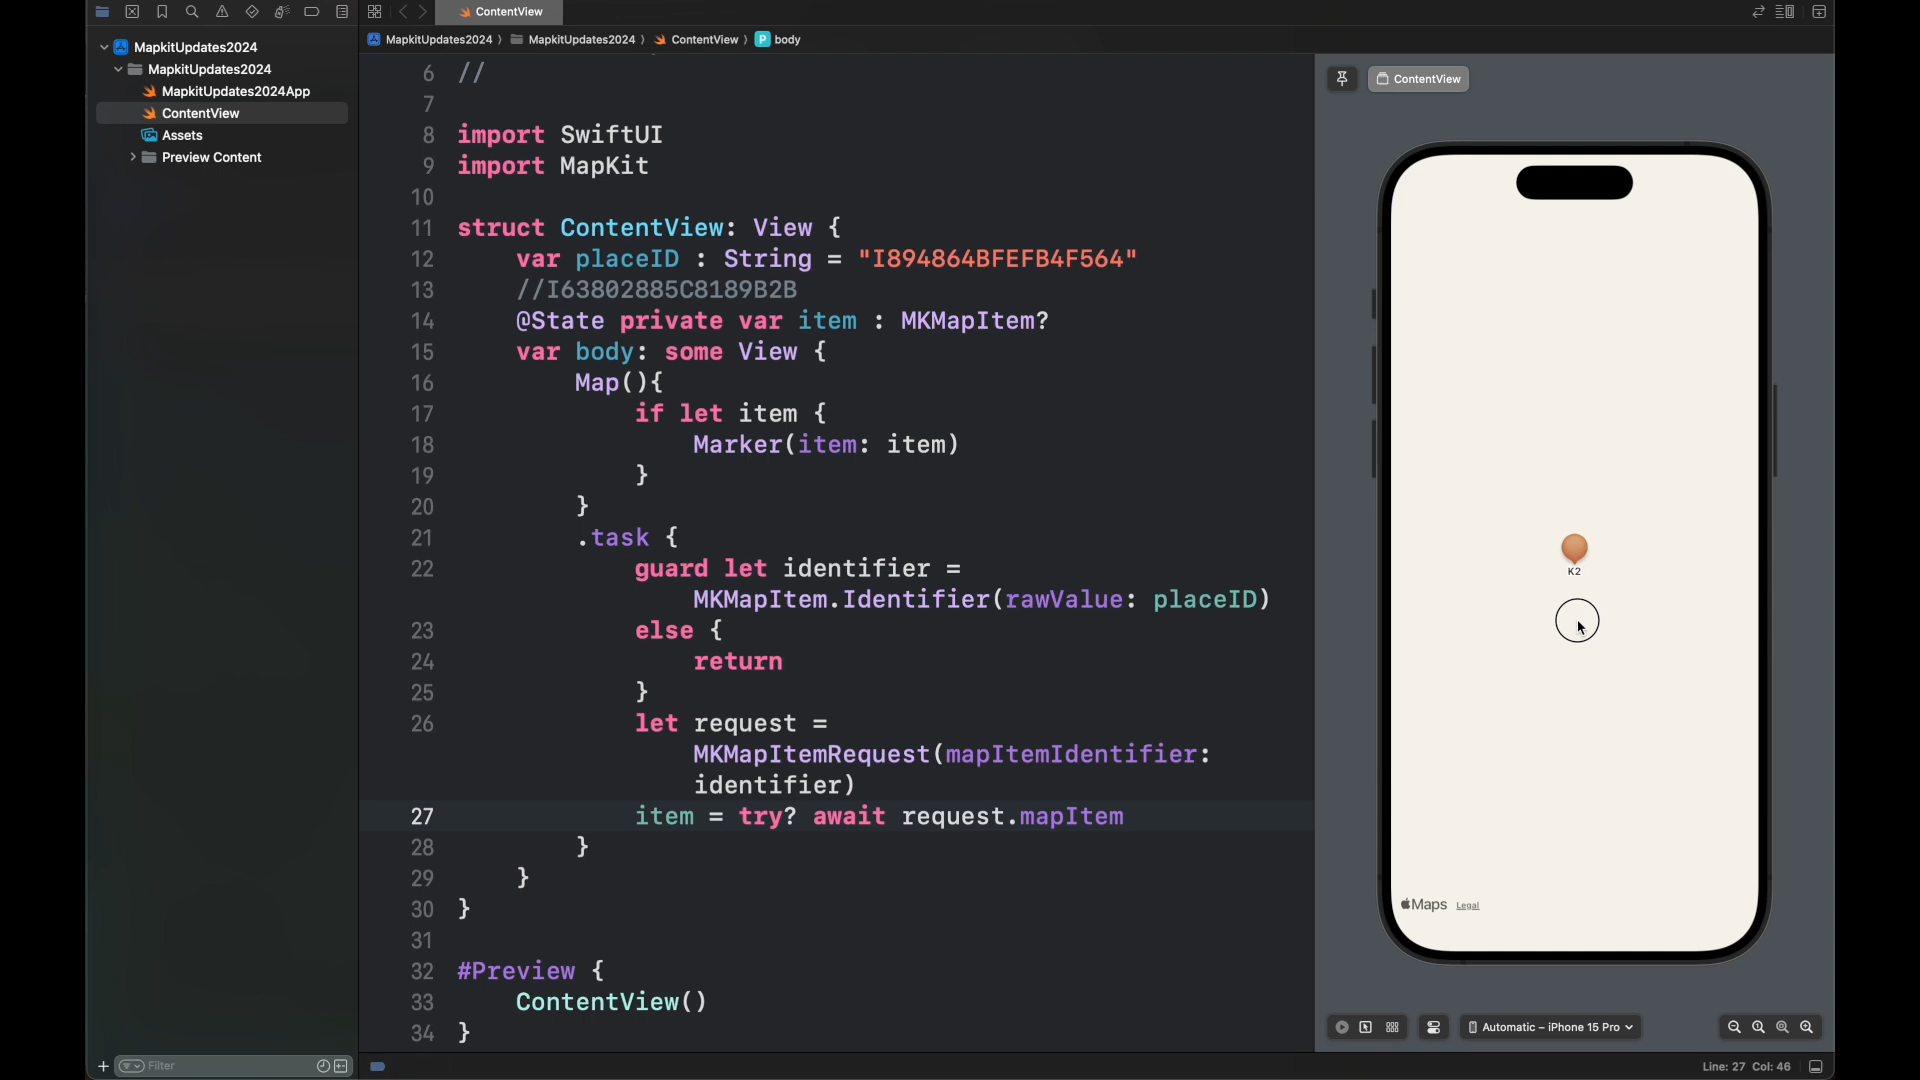 ContentView
MapkitUpdates2024 〉 MapkitUpdates2024 〉 ContentView 〉 P body
MapkitUpdates2024
MapkitUpdates2024
MapkitUpdates2024App
ContentView
Assets
Preview Content
6 //
7
8 import SwiftUI
9 import MapKit
10
11 struct ContentView: View {
12 var placeID : String = "I894864BFEFB4F564"
13 //I63802885C8189B2B
14 @State private var item : MKMapItem?
15 var body: some View {
16 Map(){
17 if let item {
18 Marker(item: item)
19 }
20 }
21 .task {
22 guard let identifier =
MKMapItem.Identifier(rawValue: placeID)
23 else {
24 return
25 }
26 let request =
MKMapItemRequest(mapItemIdentifier:
identifier)
27 item = try? await request.mapItem
28 }
29 }
30 }
31
32 #Preview {
33 ContentView()
34 }
ContentView
K2
Maps Legal
Automatic – iPhone 15 Pro
Filter
Line: 27 Col: 46